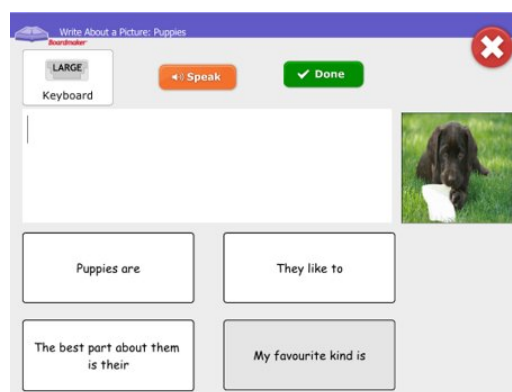 Write About a Picture: Puppies
Boardmaker
LARGE
Keyboard
Speak
Done
Puppies are
They like to
The best part about them
is their
My favourite kind is